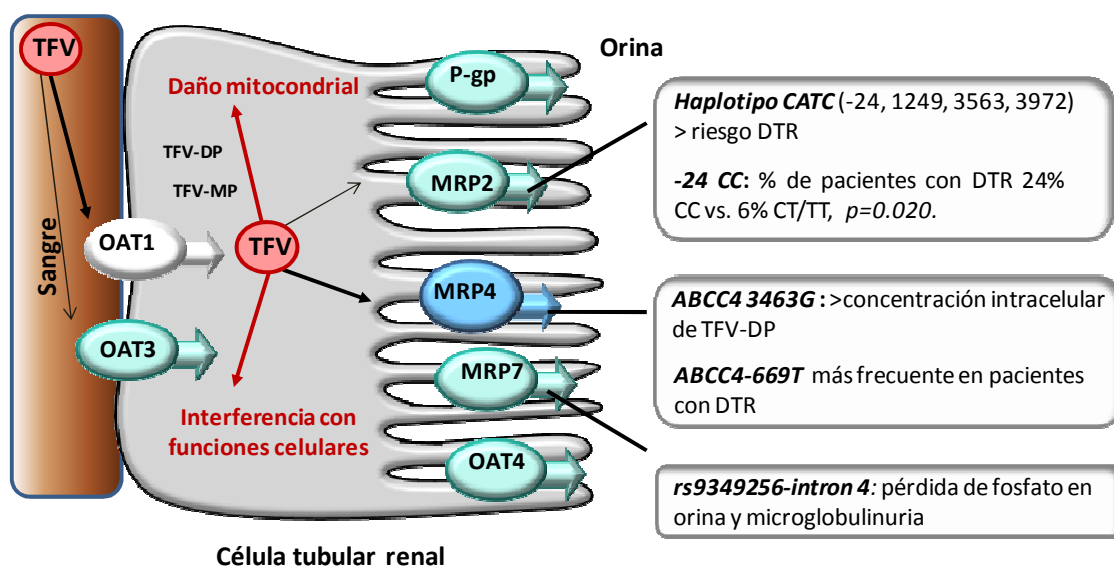 TFV
Sangre
OAT1
OAT3
Daño mitocondrial
TFV-DP
TFV-MP
TFV
Interferencia con
funciones celulares
Célula tubular renal
Orina
P-gp
MRP2
MRP4
MRP7
OAT4
Haplotipo CATC (-24, 1249, 3563, 3972)
> riesgo DTR
-24 CC: % de pacientes con DTR 24%
CC vs. 6% CT/TT, p=0.020.
ABCC4 3463G : >concentración intracelular
de TFV-DP
ABCC4-669T más frecuente en pacientes
con DTR
rs9349256-intron 4: pérdida de fosfato en
orina y microglobulinuria